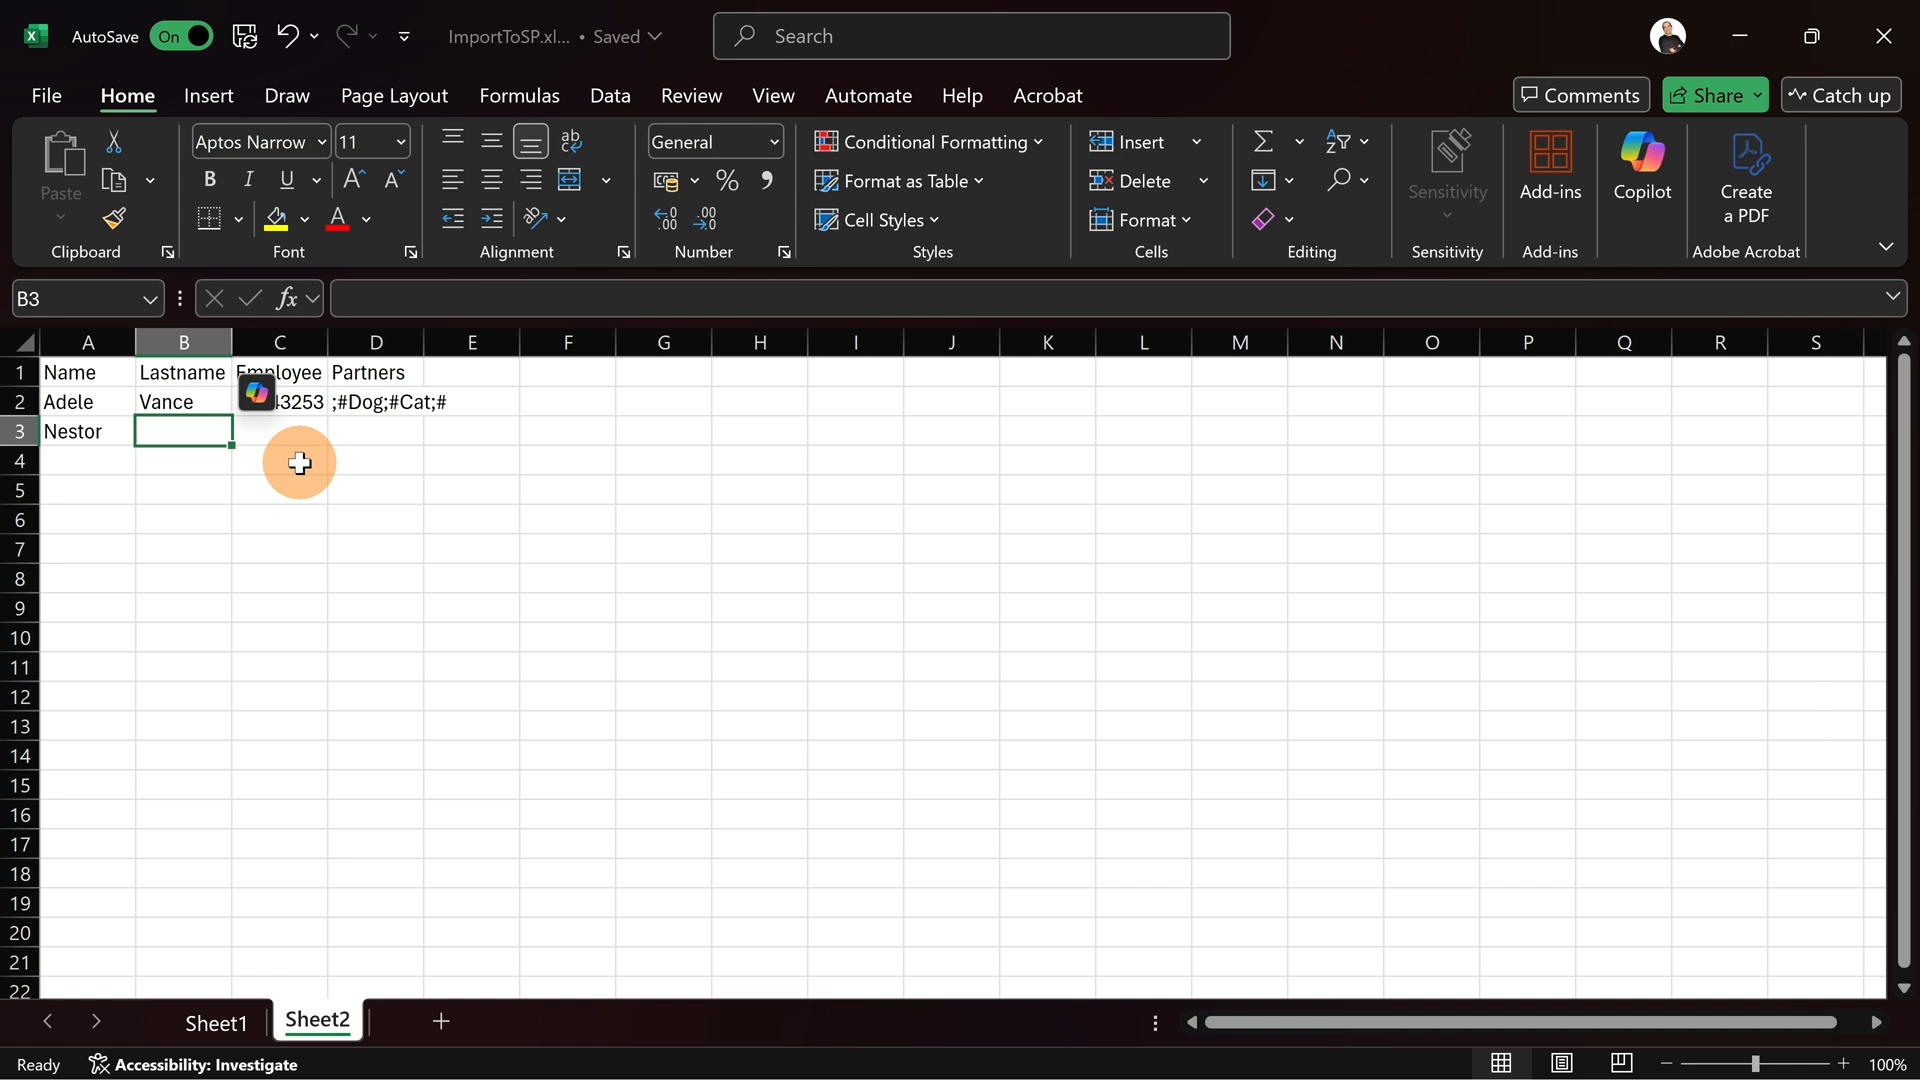 AutoSave On ImportToSP.xl... • Saved Search
File Home Insert Draw Page Layout Formulas Data Review View Automate Help Acrobat Comments Share Catch up
Paste
Clipboard
Aptos Narrow 11
B I U A A
A
Font
ab
Alignment
General
% 9
.00
.00
Number
Conditional Formatting
Format as Table
Cell Styles
Styles
Insert
Delete
Format
Cells
Editing
Sensitivity
Sensitivity
Add-ins
Add-ins
Copilot
Create
a PDF
Adobe Acrobat
B3 fx
A B C D E F G H I J K L M N O P Q R S
1 Name Lastname Employee Partners
2 Adele Vance 3253 ;#Dog;#Cat;#
3 Nestor
4
5
6
7
8
9
10
11
12
13
14
15
16
17
18
19
20
21
22
Sheet1 Sheet2
Ready Accessibility: Investigate 100%